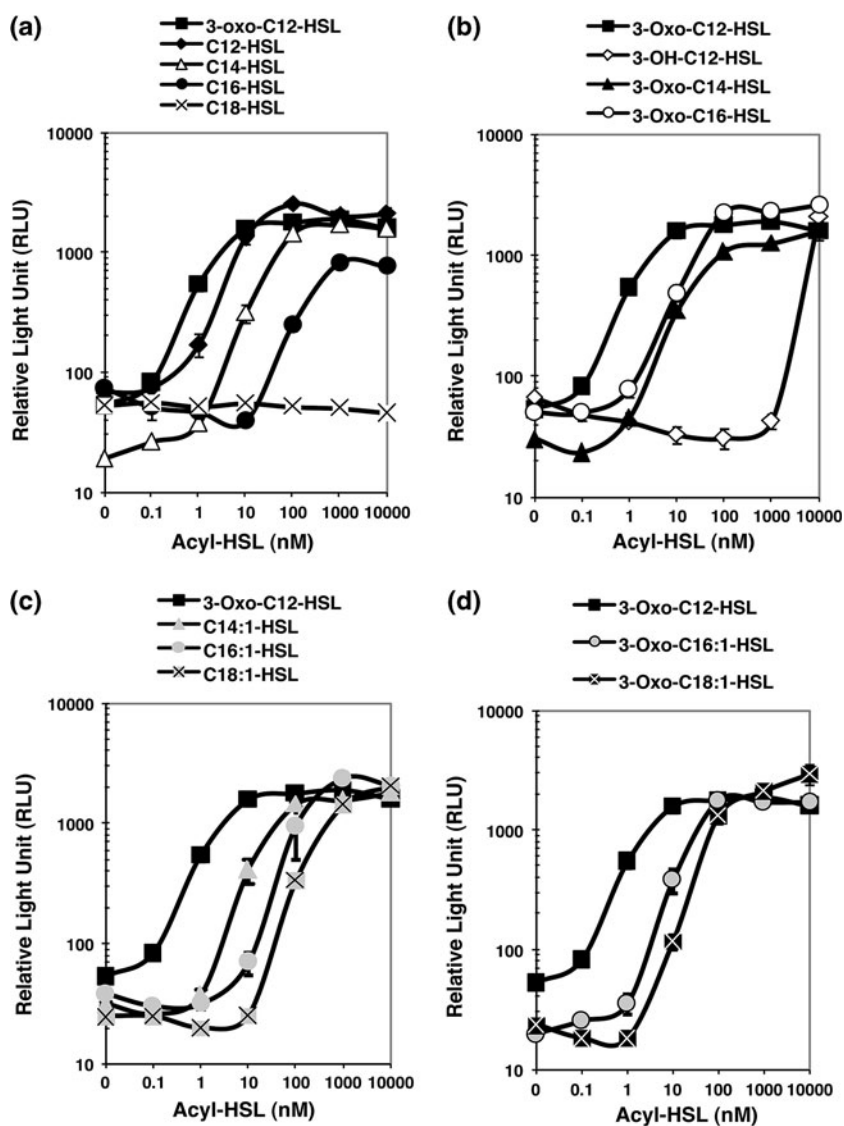 (a)
3-oxo-C12-HSL
C12-HSL
C14-HSL
C16-HSL
C18-HSL
10000
1000
100
10
Relative Light Unit (RLU)
0 0.1 1 10 100 1000 10000
Acyl-HSL (nM)
(b)
3-Oxo-C12-HSL
3-OH-C12-HSL
3-Oxo-C14-HSL
3-Oxo-C16-HSL
10000
1000
100
10
Relative Light Unit (RLU)
0 0.1 1 10 100 1000 10000
Acyl-HSL (nM)
(c)
3-Oxo-C12-HSL
C14:1-HSL
C16:1-HSL
C18:1-HSL
10000
1000
100
10
Relative Light Unit (RLU)
0 0.1 1 10 100 1000 10000
Acyl-HSL (nM)
(d)
3-Oxo-C12-HSL
3-Oxo-C16:1-HSL
3-Oxo-C18:1-HSL
10000
1000
100
10
Relative Light Unit (RLU)
0 0.1 1 10 100 1000 10000
Acyl-HSL (nM)